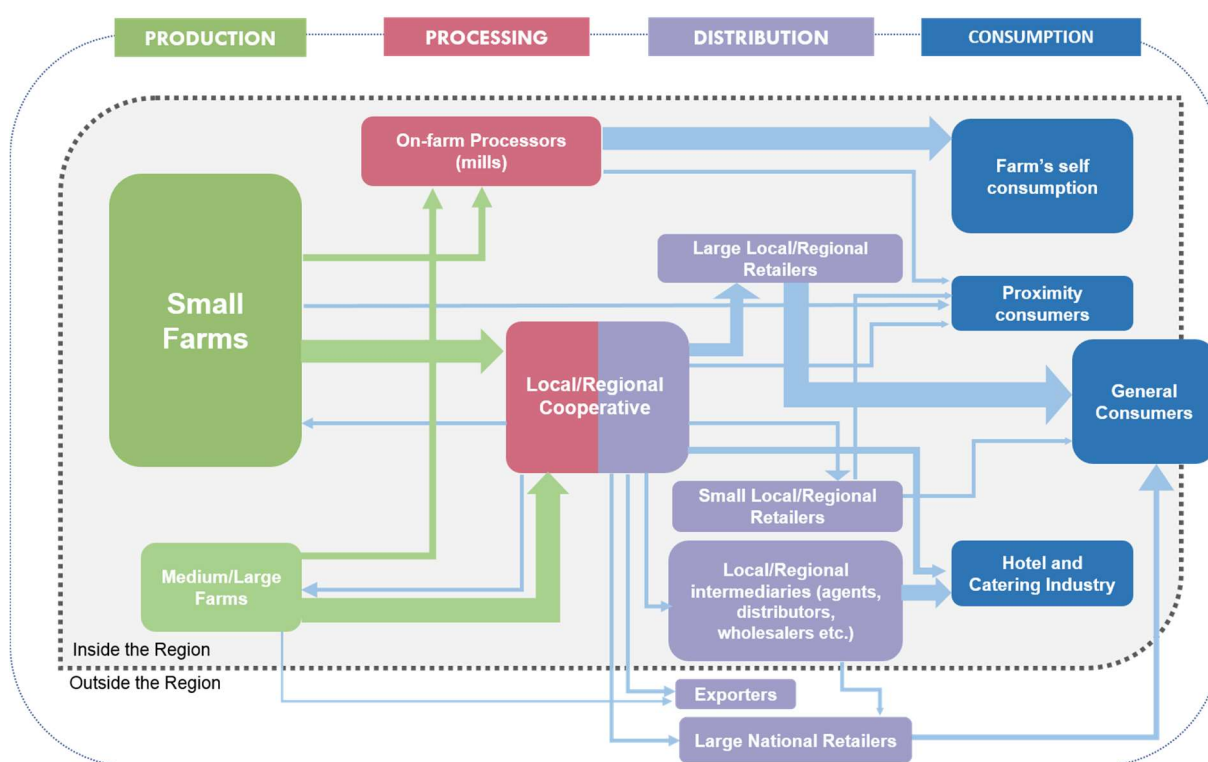 PRODUCTION
PROCESSING
DISTRIBUTION
CONSUMPTION
On-farm Processors
(mills)
Farm's self
consumption
Small
Farms
Large Local/Regional
Retailers
Proximity
consumers
Local/Regional
Cooperative
General
Consumers
Small Local/Regional
Retailers
Medium/Large
Farms
Local/Regional
intermediaries (agents,
distributors,
wholesalers etc.)
Hotel and
Catering Industry
Inside the Region
Outside the Region
Exporters
Large National Retailers